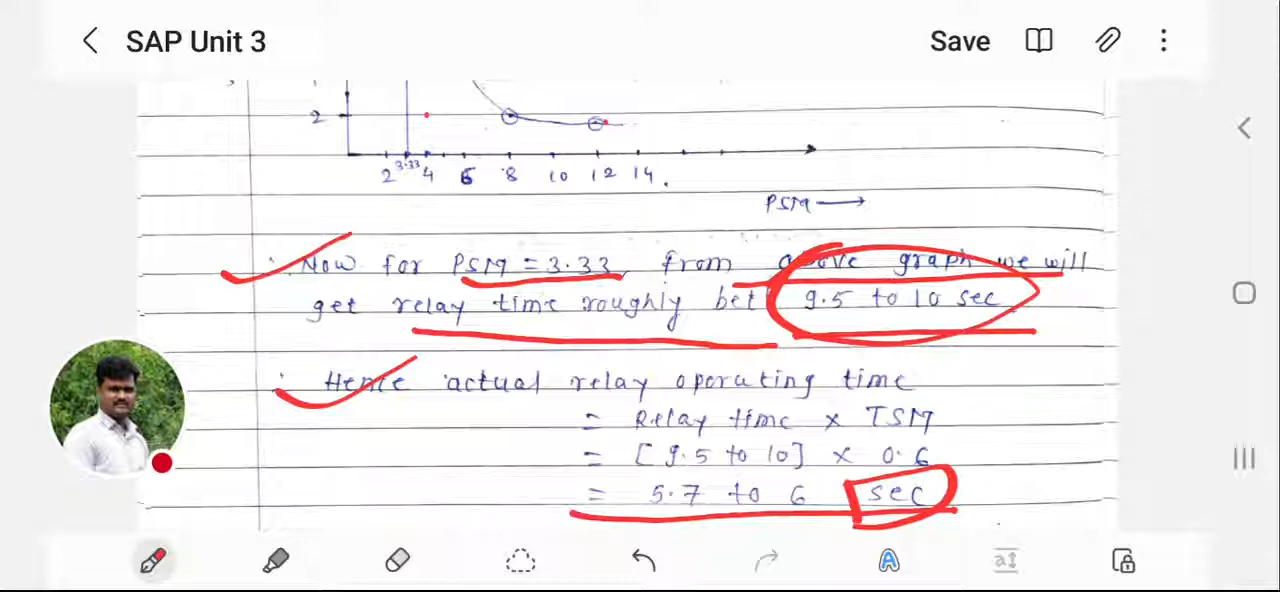 SAP Unit 3
Save
2
2 3.33 4 6 8 10 12 14
PSM →
∴ Now for PSM = 3.33, from above graph we will
get relay time roughly bet 9.5 to 10 sec
∴ Hence actual relay operating time
= Relay time x TSM
= [9.5 to 10] x 0.6
= 5.7 to 6 sec